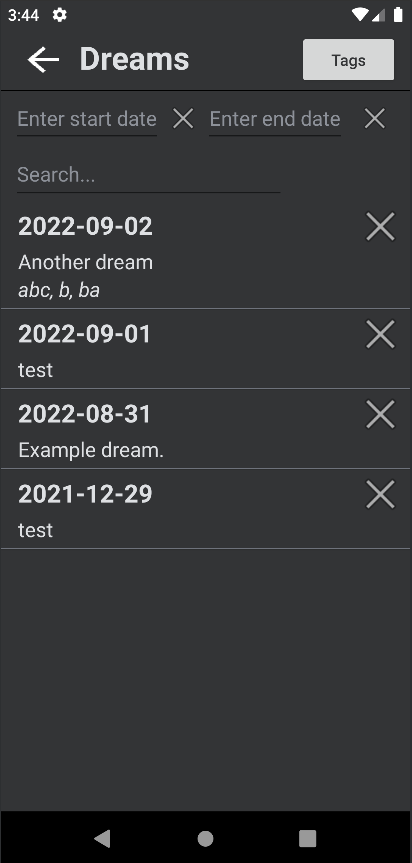 3:44
Dreams
Tags
Enter start date
Enter end date
Search...
2022-09-02
Another dream
abc, b, ba
2022-09-01
test
2022-08-31
Example dream.
2021-12-29
test